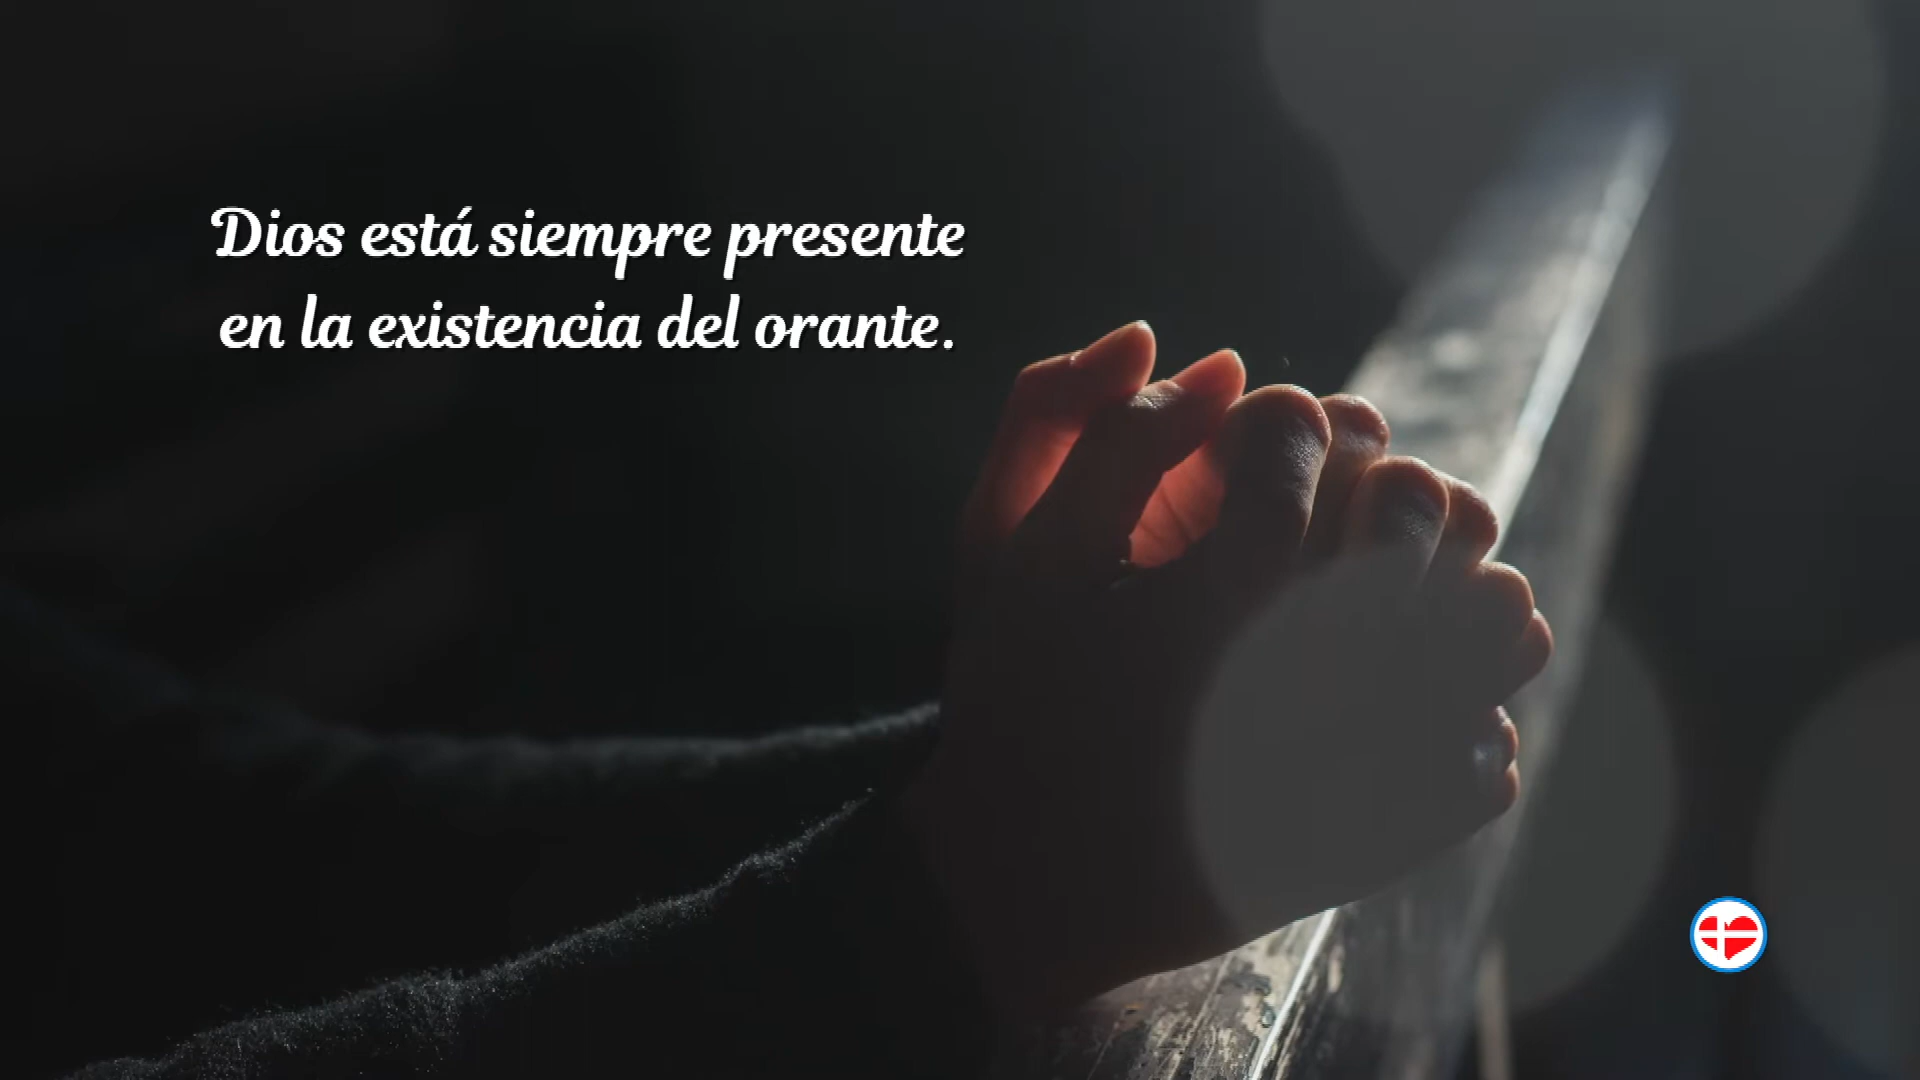 Dios está siempre presente
en la existencia del orante.